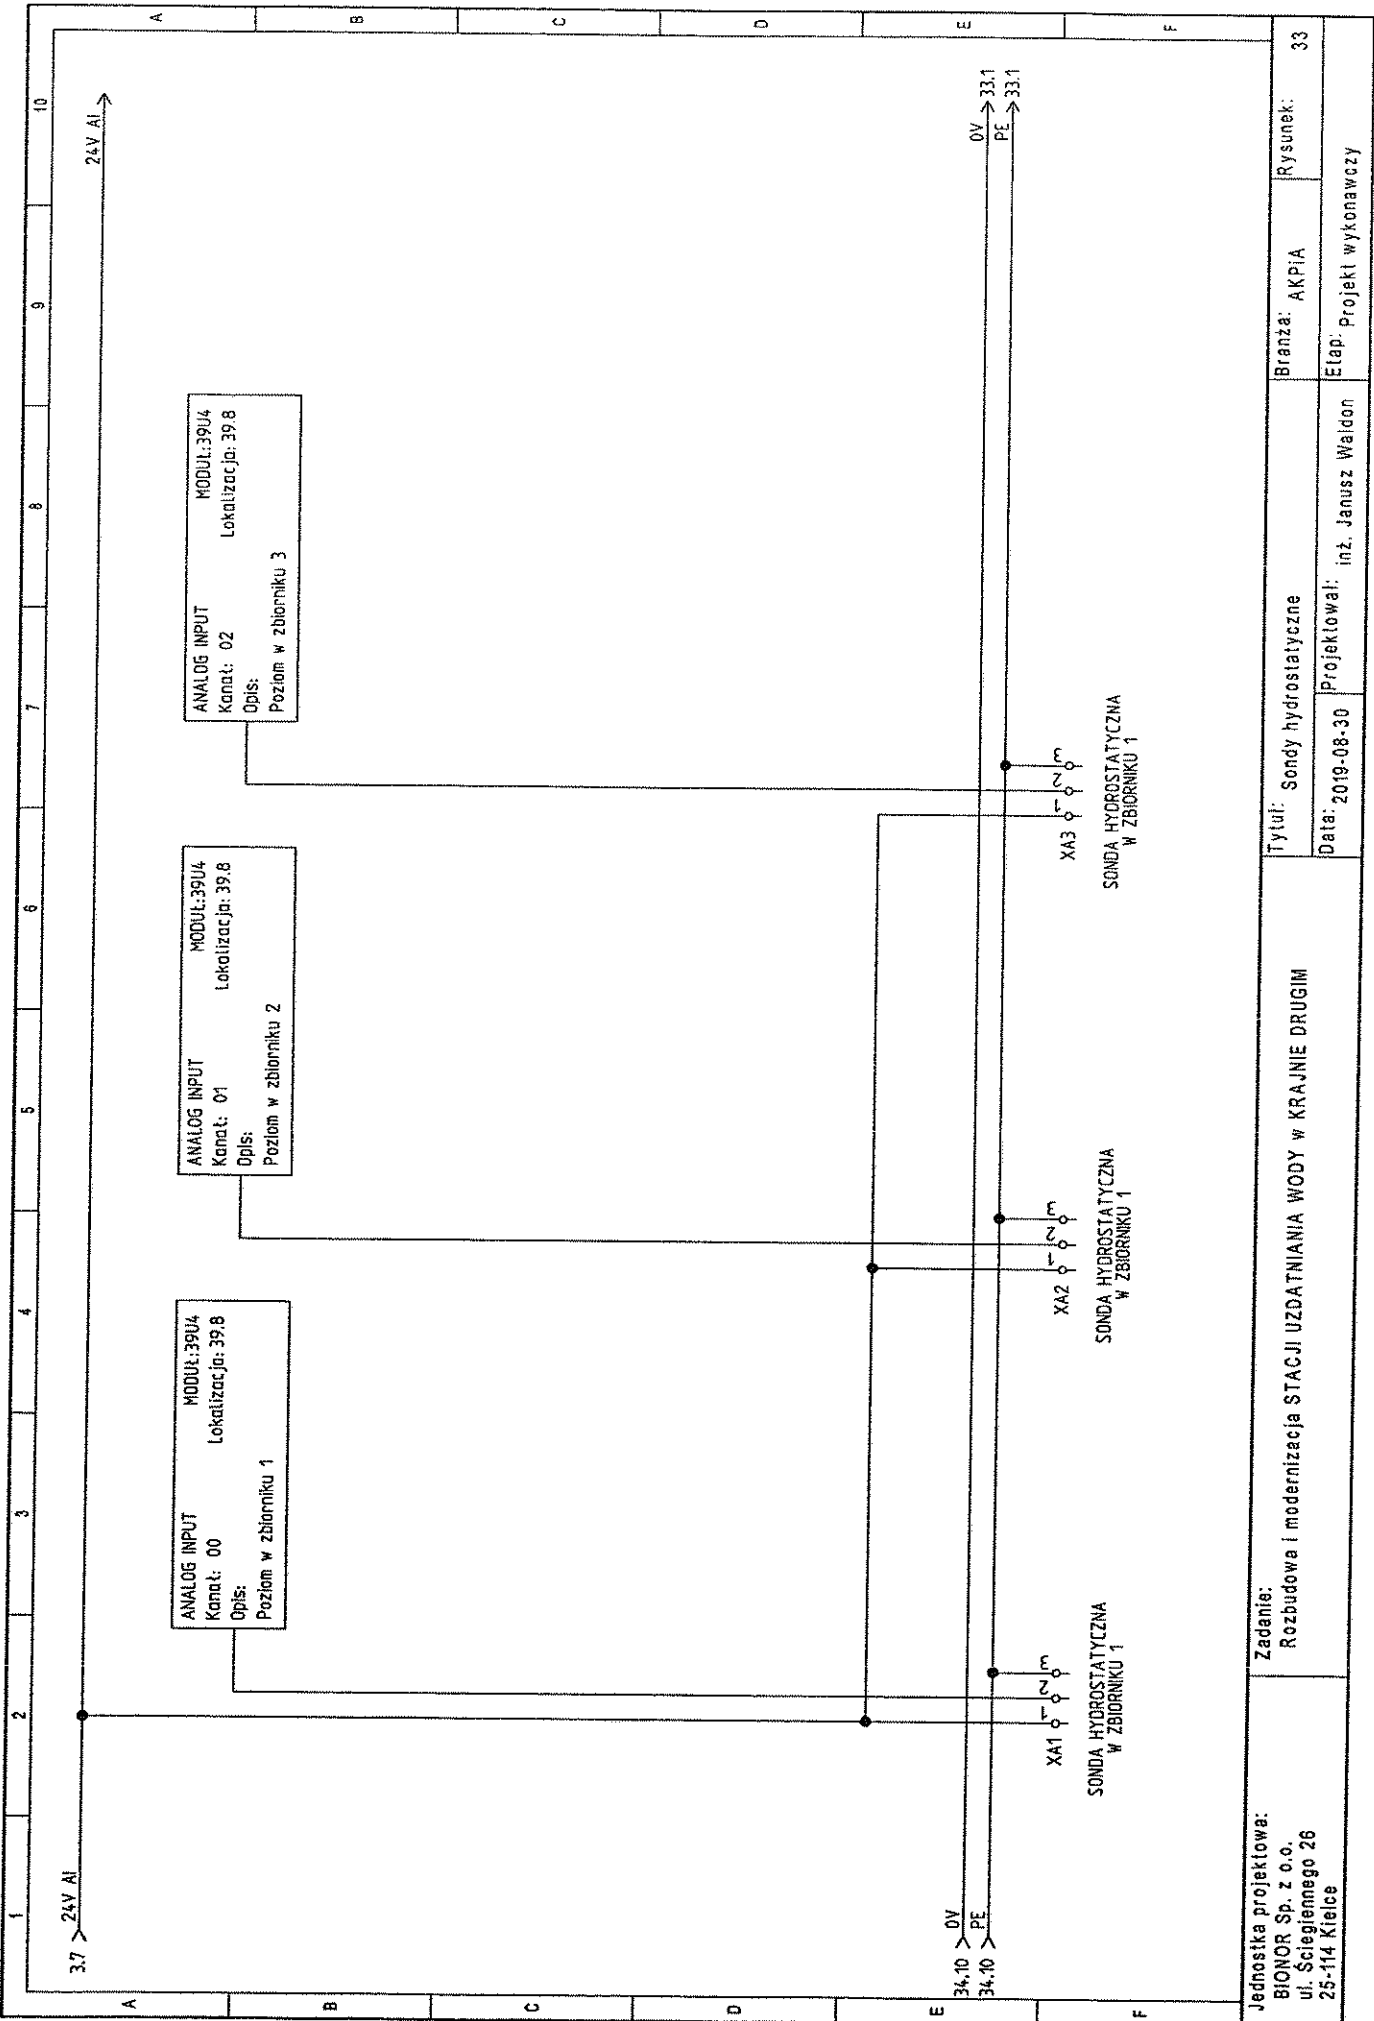 1 2 3 4 5 6 7 8 9 10
A
B
C
D
E
F
A
B
C
D
E
F
3.7 24V AI
24V AI
ANALOG INPUT MODUŁ:39U4
Kanał: 00 Lokalizacja: 39.8
Opis:
Poziom w zbiorniku 1
ANALOG INPUT MODUŁ:39U4
Kanał: 01 Lokalizacja: 39.8
Opis:
Poziom w zbiorniku 2
ANALOG INPUT MODUŁ:39U4
Kanał: 02 Lokalizacja: 39.8
Opis:
Poziom w zbiorniku 3
34.10 0V
34.10 PE
0V 33.1
PE 33.1
XA1 1 2 3
SONDA HYDROSTATYCZNA
W ZBIORNIKU 1
XA2 1 2 3
SONDA HYDROSTATYCZNA
W ZBIORNIKU 1
XA3 1 2 3
SONDA HYDROSTATYCZNA
W ZBIORNIKU 1
Jednostka projektowa:
BIONOR Sp. z o.o.
ul. Ściegiennego 26
25-114 Kielce
Zadanie:
Rozbudowa i modernizacja STACJI UZDATNIANIA WODY w KRAJNIE DRUGIM
Tytuł: Sondy hydrostatyczne
Branża: AKPiA
Rysunek: 33
Data: 2019-08-30
Projektował: inż. Janusz Waldon
Etap: Projekt wykonawczy